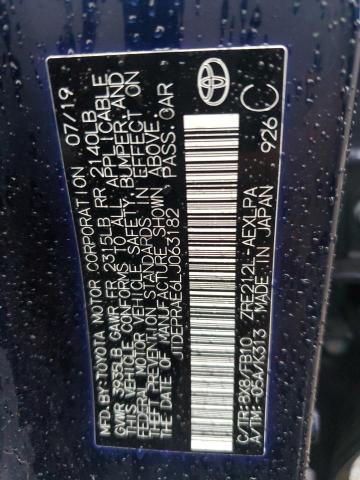 MFD. BY: TOYOTA MOTOR CORPORATION 07/19
GVWR 3935LB GAWR FR 2315LB RR 2140LB
THIS VEHICLE CONFORMS TO ALL APPLICABLE
FEDERAL MOTOR VEHICLE SAFETY, BUMPER, AND
THEFT PREVENTION STANDARDS IN EFFECT ON
THE DATE OF MANUFACTURE SHOWN ABOVE.
JTDEPRAE6LJ063182 PASS. CAR
C/TR: 8X8/FB10 ZRE212L-AEXLPA
A/TM: -05A/K313 MADE IN JAPAN 926 C